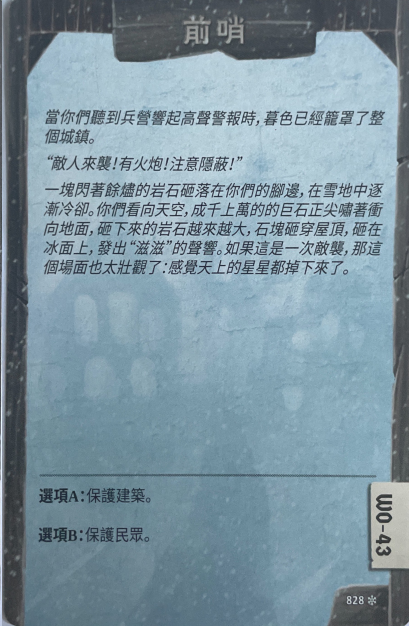 前哨
當你們聽到兵營響起高聲警報時，暮色已經籠罩了整
個城鎮。
“敵人來襲！有火炮！注意隱蔽！”
一塊閃著餘燼的岩石砸落在你們的腳邊，在雪地中逐
漸冷卻。你們看向天空，成千上萬的的巨石正尖嘯著衝
向地面，砸下來的岩石越來越大，石塊砸穿屋頂，砸在
冰面上，發出“滋滋”的聲響。如果這是一次敵襲，那這
個場面也太壯觀了：感覺天上的星星都掉下來了。
選項A：保護建築。
選項B：保護民眾。
WO-43
828